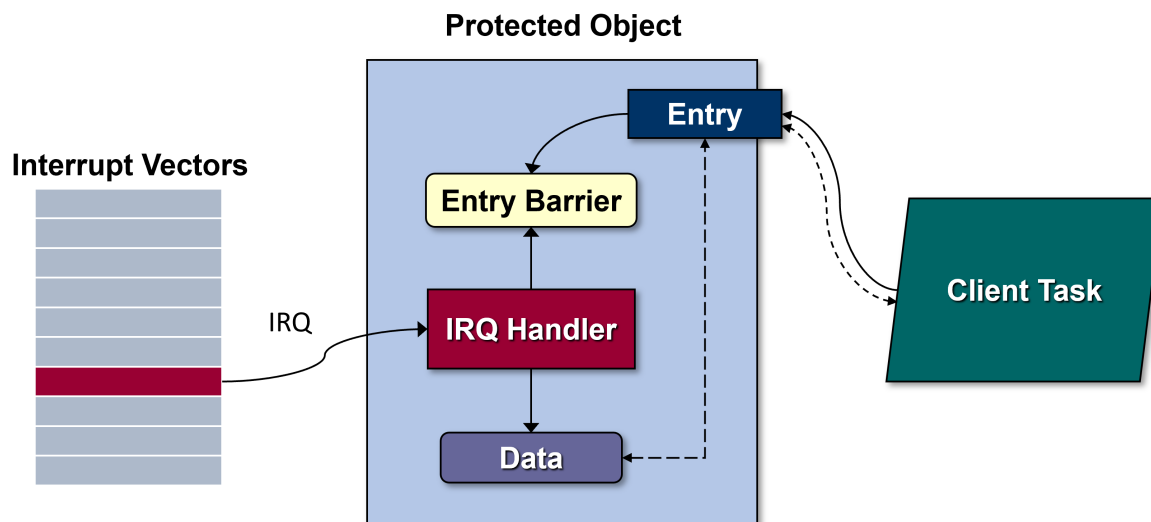 Protected Object
Entry
Interrupt Vectors
Entry Barrier
Client Task
IRQ
IRQ Handler
Data